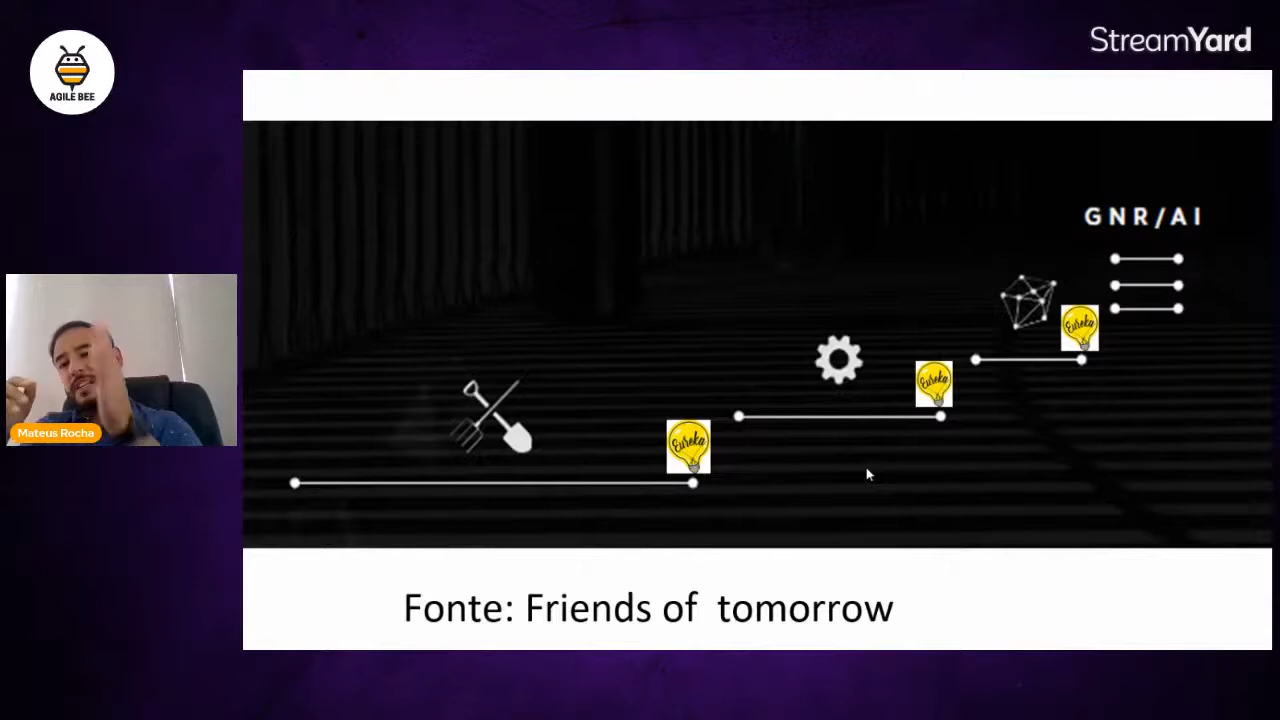 AGILE BEE
StreamYard
GNR/AI
Eureka
Eureka
Eureka
Mateus Rocha
Fonte: Friends of tomorrow